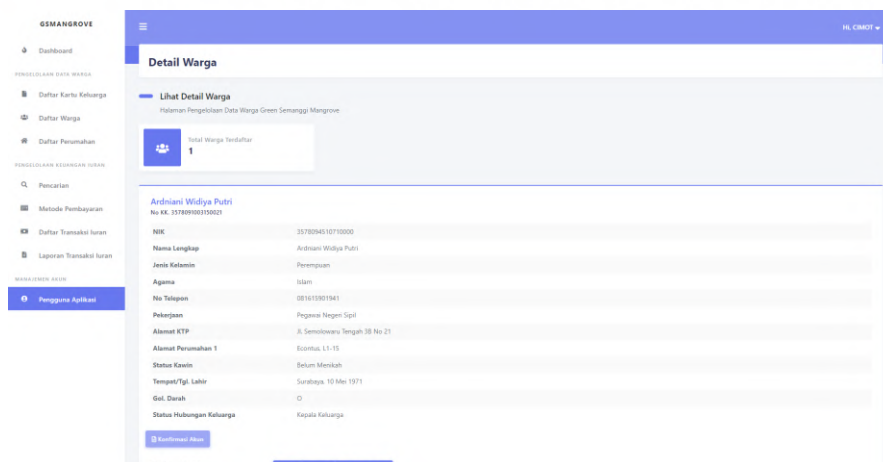 GSMANGROVE
HI, CIMOT
Dashboard
PENGELOLAAN DATA WARGA
Daftar Kartu Keluarga
Daftar Warga
Daftar Perumahan
PENGELOLAAN KEUANGAN IURAN
Pencarian
Metode Pembayaran
Daftar Transaksi Iuran
Laporan Transaksi Iuran
MANAJEMEN AKUN
Pengguna Aplikasi
Detail Warga
Lihat Detail Warga
Halaman Pengelolaan Data Warga Green Semanggi Mangrove
Total Warga Terdaftar
1
Ardniani Widiya Putri
No KK. 3578091003150021
NIK 3578094510710000
Nama Lengkap Ardniani Widiya Putri
Jenis Kelamin Perempuan
Agama Islam
No Telepon 081615901941
Pekerjaan Pegawai Negeri Sipil
Alamat KTP Jl. Semolowaru Tengah 3B No 21
Alamat Perumahan 1 Econtus, L1-15
Status Kawin Belum Menikah
Tempat/Tgl. Lahir Surabaya, 10 Mei 1971
Gol. Darah O
Status Hubungan Keluarga Kepala Keluarga
Konfirmasi Akun